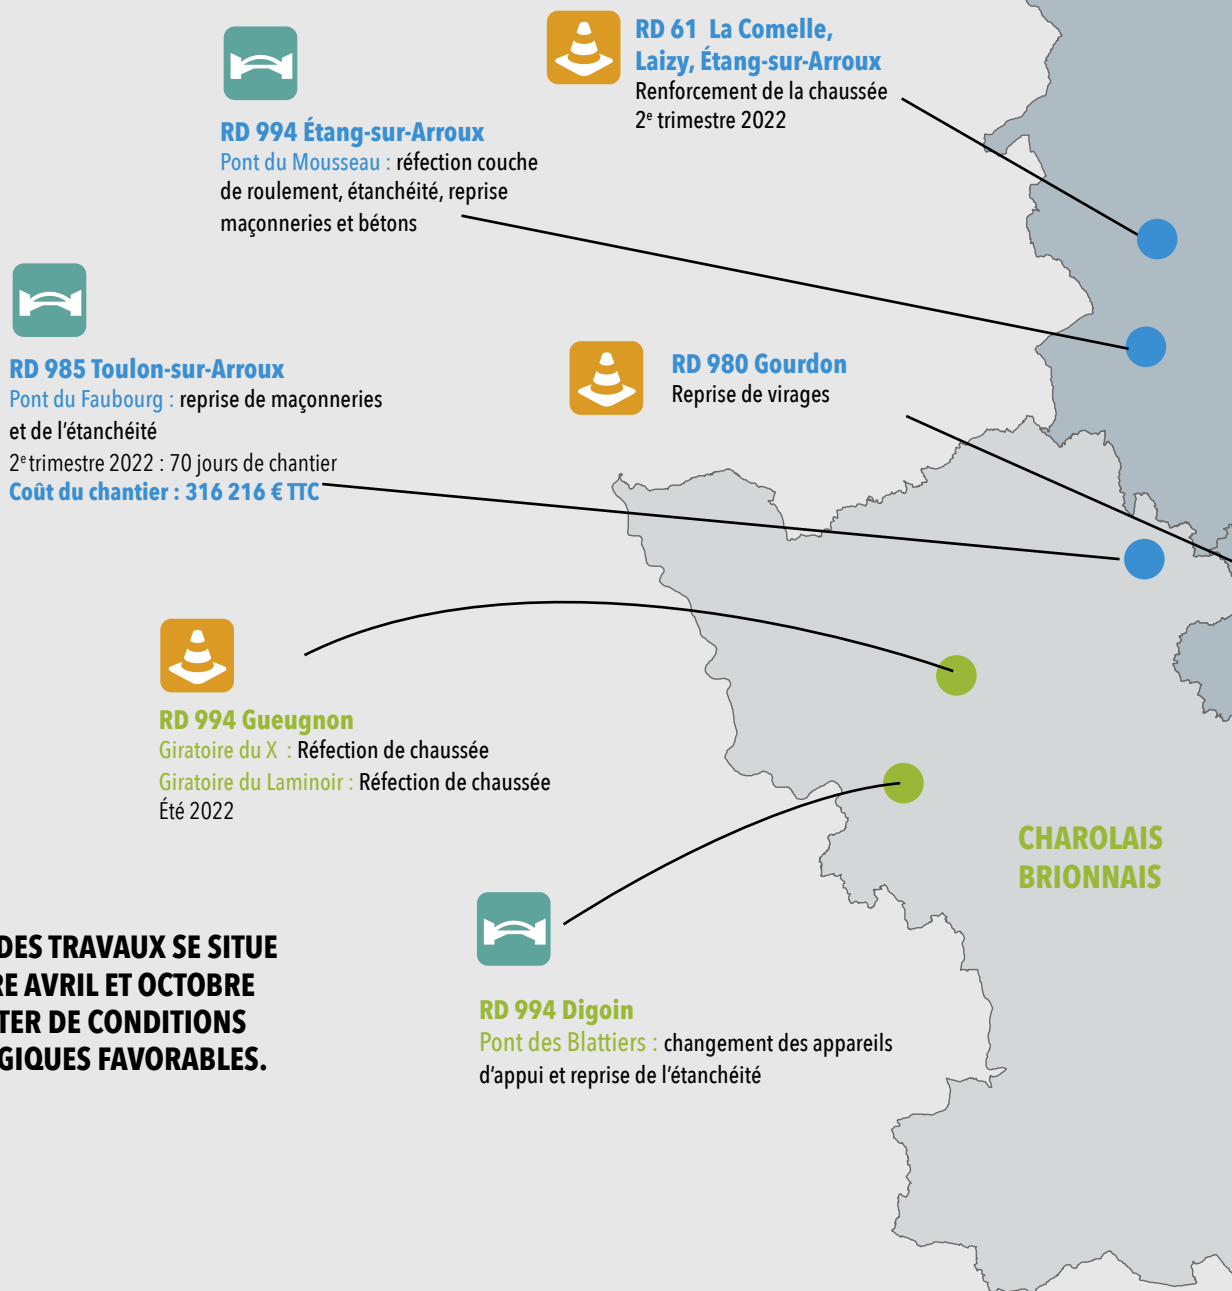 RD 61 La Comelle,
Laizy, Étang-sur-Arroux
Renforcement de la chaussée
2e trimestre 2022
RD 994 Étang-sur-Arroux
Pont du Mousseau : réfection couche
de roulement, étanchéité, reprise
maçonneries et bétons
RD 985 Toulon-sur-Arroux
Pont du Faubourg : reprise de maçonneries
et de l'étanchéité
2e trimestre 2022 : 70 jours de chantier
Coût du chantier : 316 216 € TTC
RD 980 Gourdon
Reprise de virages
RD 994 Gueugnon
Giratoire du X : Réfection de chaussée
Giratoire du Laminoir : Réfection de chaussée
Été 2022
CHAROLAIS
BRIONNAIS
DES TRAVAUX SE SITUE
RE AVRIL ET OCTOBRE
TER DE CONDITIONS
GIQUES FAVORABLES.
RD 994 Digoin
Pont des Blattiers : changement des appareils
d'appui et reprise de l'étanchéité